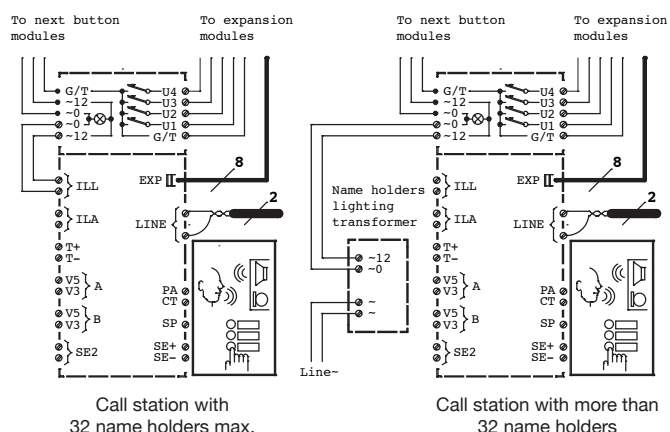 To next button
modules
To expansion
modules
G/T
~12
~0
~0
~12
U4
U3
U2
U1
G/T
8
EXP
2
LINE
ILL
ILA
T+
T-
V5
V3
A
V5
V3
B
SE2
PA
CT
SP
SE+
SE-
Call station with
32 name holders max.
Name holders
lighting
transformer
~12
~0
~
~
Line~
To next button
modules
To expansion
modules
G/T
~12
~0
~0
~12
U4
U3
U2
U1
G/T
8
EXP
2
LINE
ILL
ILA
T+
T-
V5
V3
A
V5
V3
B
SE2
PA
CT
SP
SE+
SE-
Call station with more than
32 name holders